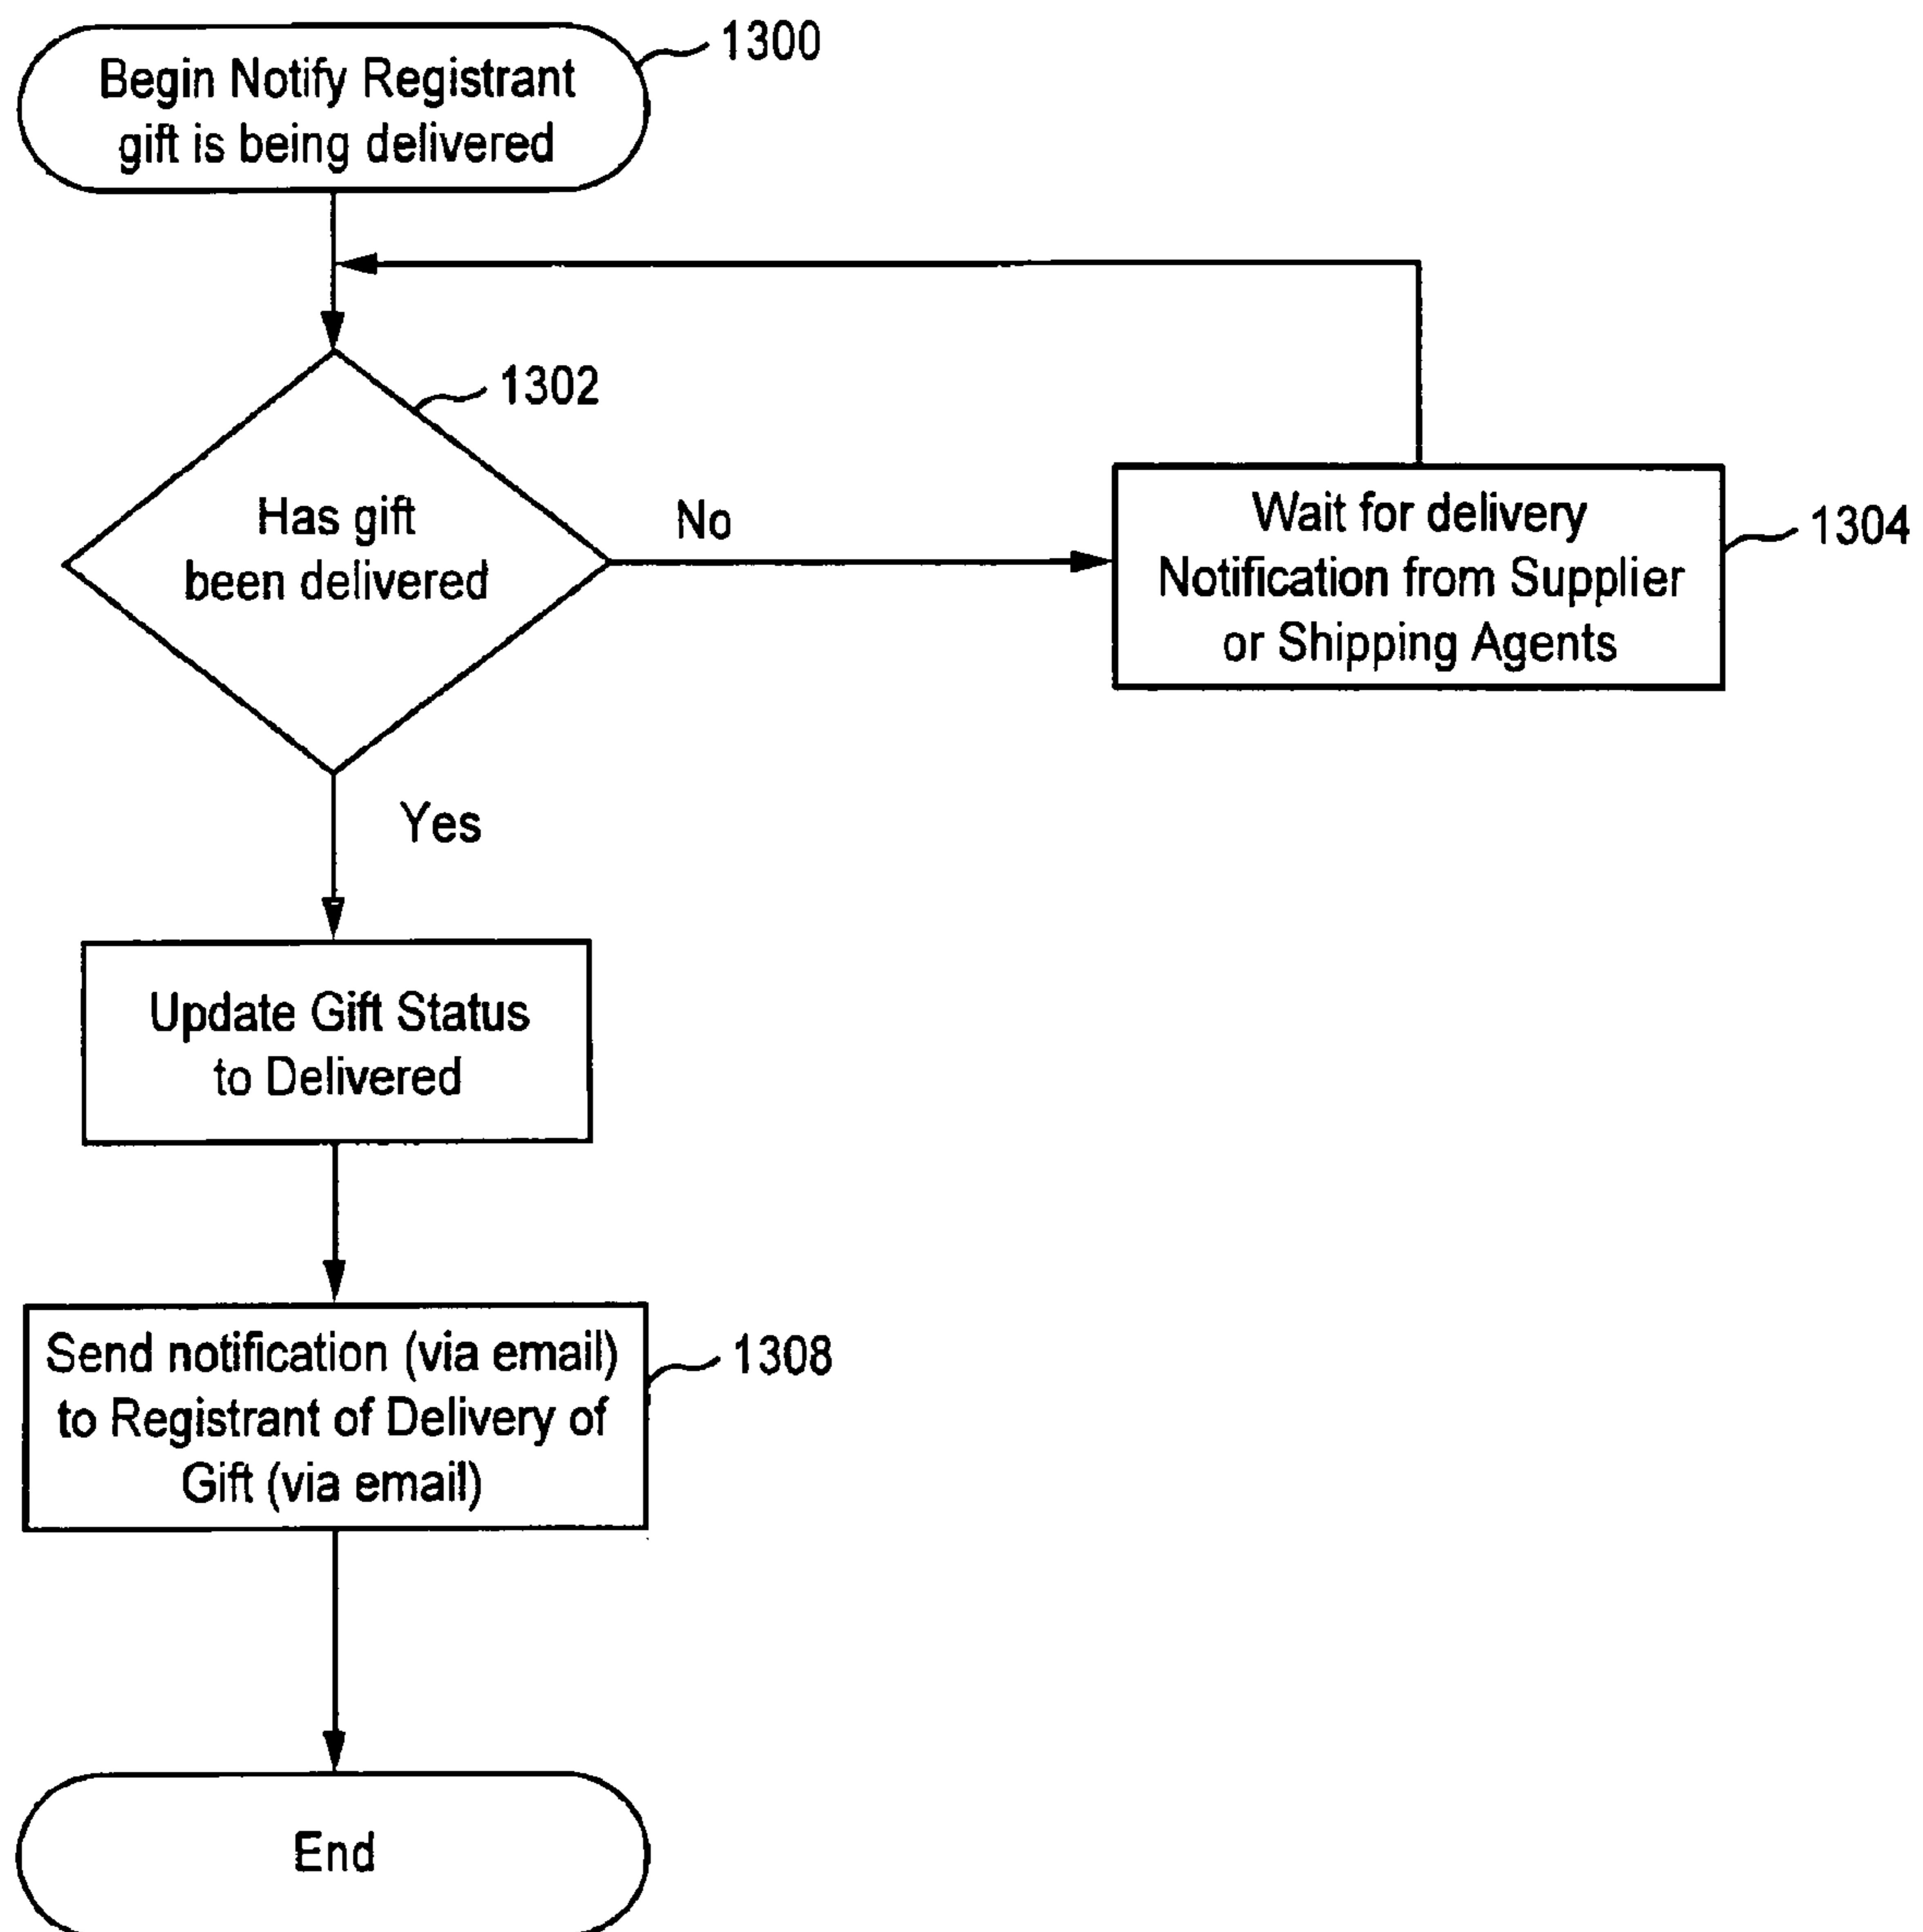 1300
Begin Notify Registrant
gift is being delivered
1302
Has gift
been delivered
No
Wait for delivery
Notification from Supplier
or Shipping Agents
1304
Yes
Update Gift Status
to Delivered
Send notification (via email)
to Registrant of Delivery of
Gift (via email)
1308
End